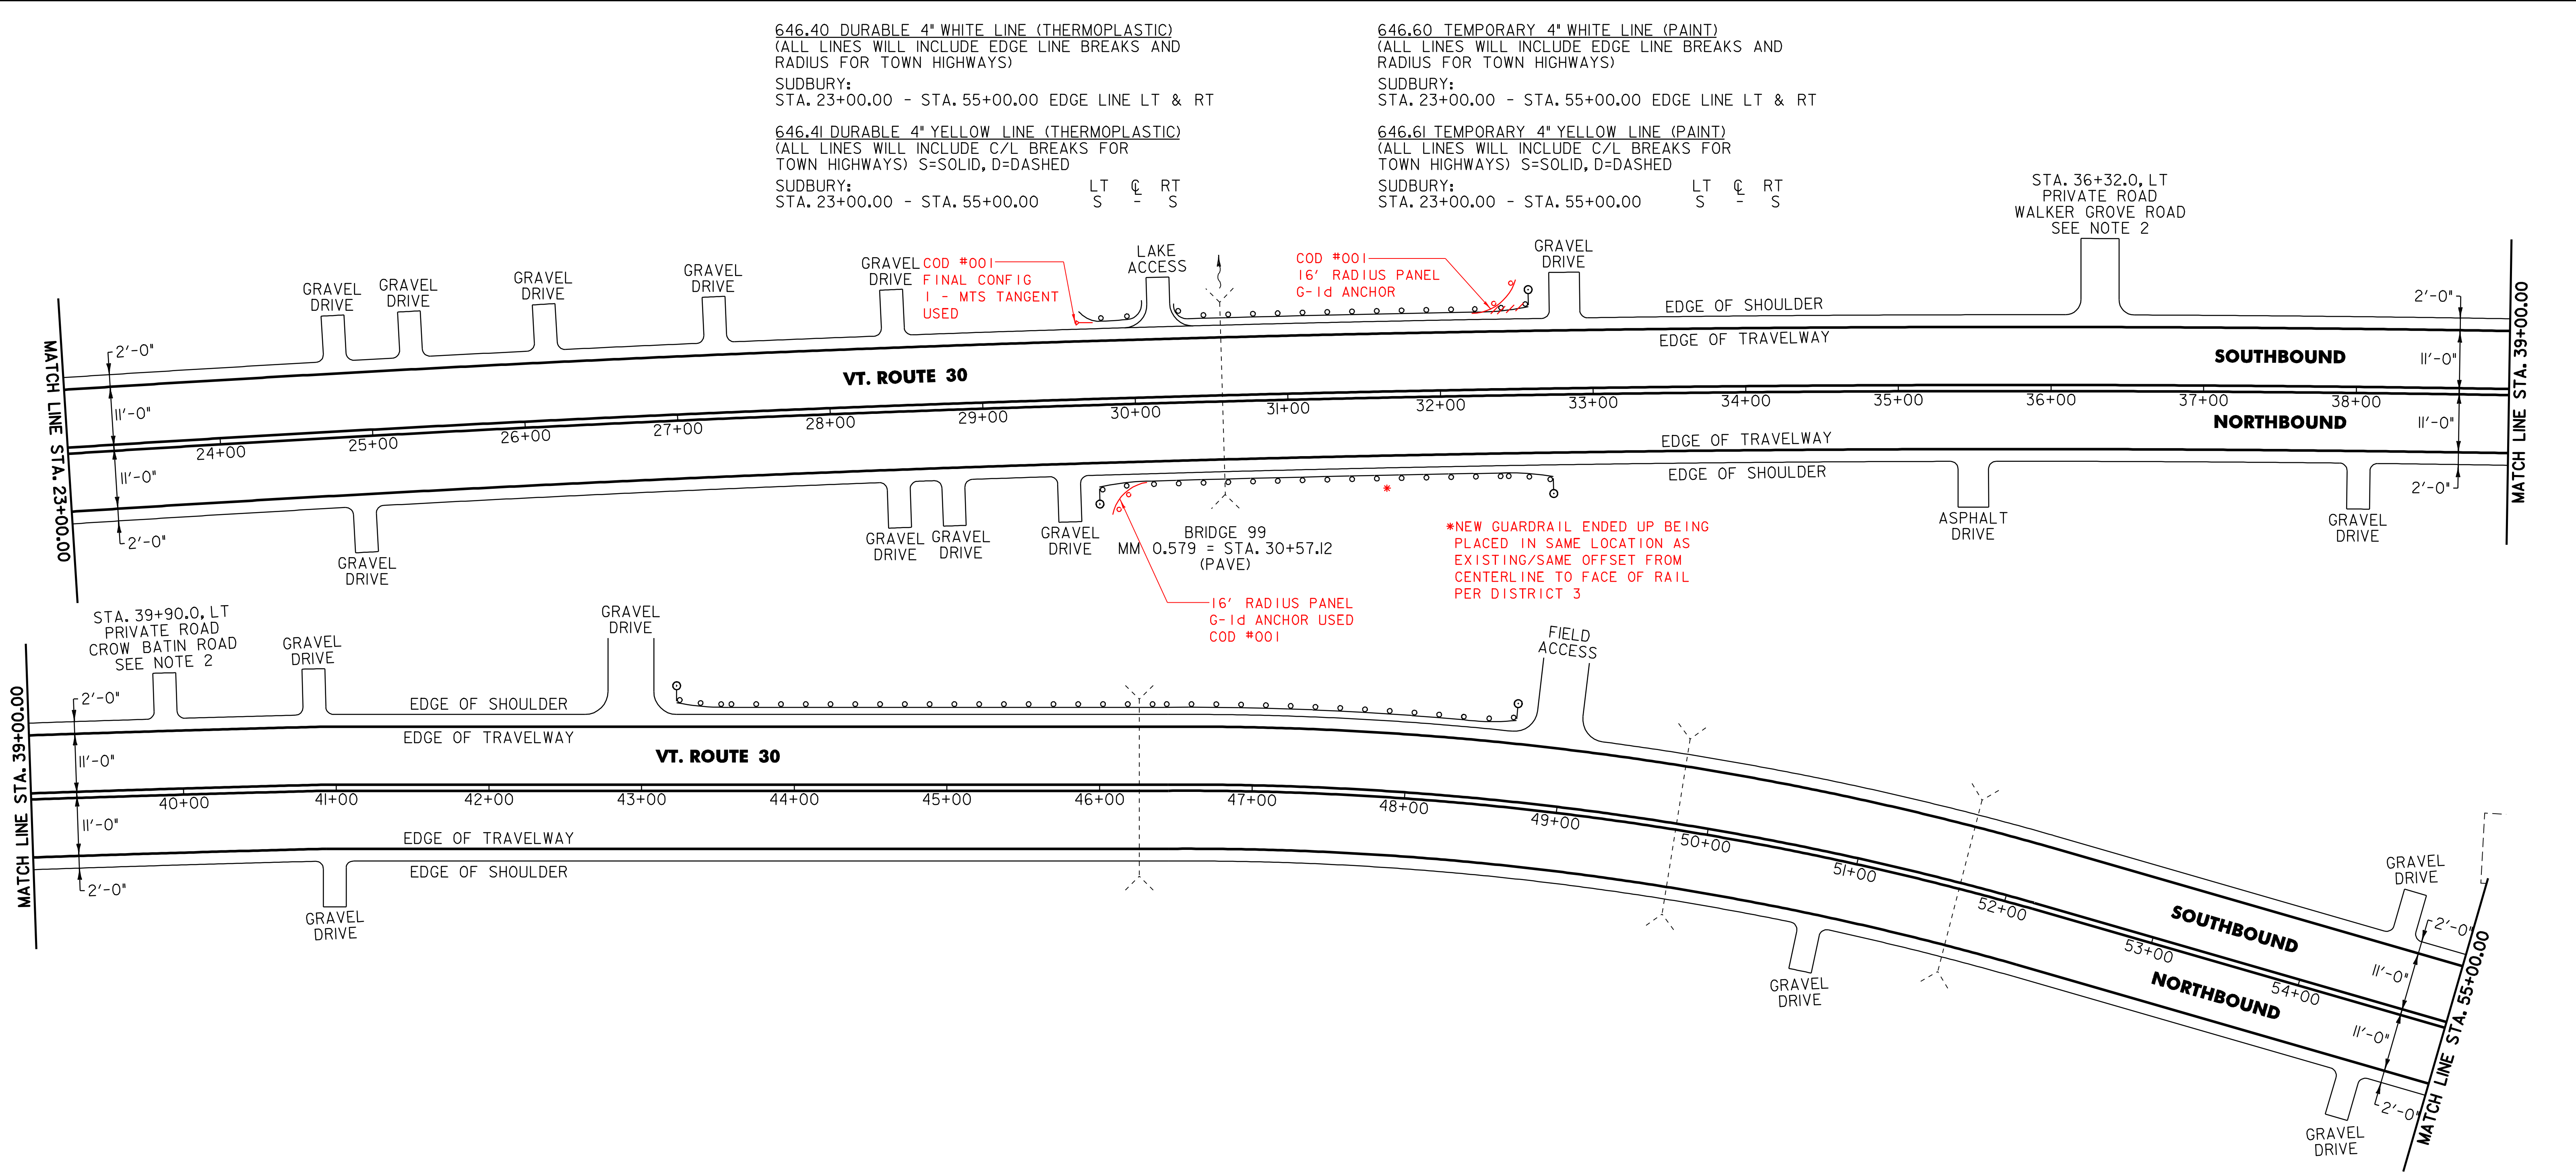 646.40 DURABLE 4" WHITE LINE (THERMOPLASTIC)
(ALL LINES WILL INCLUDE EDGE LINE BREAKS AND
RADIUS FOR TOWN HIGHWAYS)
SUDBURY:
STA. 23+00.00 - STA. 55+00.00 EDGE LINE LT & RT
646.41 DURABLE 4" YELLOW LINE (THERMOPLASTIC)
(ALL LINES WILL INCLUDE C/L BREAKS FOR
TOWN HIGHWAYS) S=SOLID, D=DASHED
SUDBURY: LT ℄ RT
STA. 23+00.00 - STA. 55+00.00 S - S
646.60 TEMPORARY 4" WHITE LINE (PAINT)
(ALL LINES WILL INCLUDE EDGE LINE BREAKS AND
RADIUS FOR TOWN HIGHWAYS)
SUDBURY:
STA. 23+00.00 - STA. 55+00.00 EDGE LINE LT & RT
646.61 TEMPORARY 4" YELLOW LINE (PAINT)
(ALL LINES WILL INCLUDE C/L BREAKS FOR
TOWN HIGHWAYS) S=SOLID, D=DASHED
SUDBURY: LT ℄ RT
STA. 23+00.00 - STA. 55+00.00 S - S
STA. 36+32.0, LT
PRIVATE ROAD
WALKER GROVE ROAD
SEE NOTE 2
GRAVEL
DRIVE
GRAVEL
DRIVE
GRAVEL
DRIVE
GRAVEL
DRIVE
GRAVEL
DRIVE
COD #001
FINAL CONFIG
1 - MTS TANGENT
USED
LAKE
ACCESS
COD #001
16' RADIUS PANEL
G-1d ANCHOR
GRAVEL
DRIVE
EDGE OF SHOULDER
EDGE OF TRAVELWAY
2'-0"
11'-0"
11'-0"
2'-0"
MATCH LINE STA. 23+00.00
VT. ROUTE 30
SOUTHBOUND
NORTHBOUND
24+00
25+00
26+00
27+00
28+00
29+00
30+00
31+00
32+00
33+00
34+00
35+00
36+00
37+00
38+00
2'-0"
11'-0"
11'-0"
2'-0"
MATCH LINE STA. 39+00.00
EDGE OF TRAVELWAY
EDGE OF SHOULDER
GRAVEL
DRIVE
GRAVEL
DRIVE
GRAVEL
DRIVE
GRAVEL
DRIVE
BRIDGE 99
MM 0.579 = STA. 30+57.12
(PAVE)
16' RADIUS PANEL
G-1d ANCHOR USED
COD #001
*
*NEW GUARDRAIL ENDED UP BEING
PLACED IN SAME LOCATION AS
EXISTING/SAME OFFSET FROM
CENTERLINE TO FACE OF RAIL
PER DISTRICT 3
ASPHALT
DRIVE
GRAVEL
DRIVE
STA. 39+90.0, LT
PRIVATE ROAD
CROW BATIN ROAD
SEE NOTE 2
GRAVEL
DRIVE
GRAVEL
DRIVE
FIELD
ACCESS
MATCH LINE STA. 39+00.00
2'-0"
11'-0"
11'-0"
2'-0"
EDGE OF SHOULDER
EDGE OF TRAVELWAY
VT. ROUTE 30
40+00
41+00
42+00
43+00
44+00
45+00
46+00
47+00
48+00
49+00
50+00
51+00
52+00
53+00
54+00
EDGE OF TRAVELWAY
EDGE OF SHOULDER
GRAVEL
DRIVE
GRAVEL
DRIVE
GRAVEL
DRIVE
SOUTHBOUND
NORTHBOUND
2'-0"
11'-0"
11'-0"
2'-0"
MATCH LINE STA. 55+00.00
GRAVEL
DRIVE